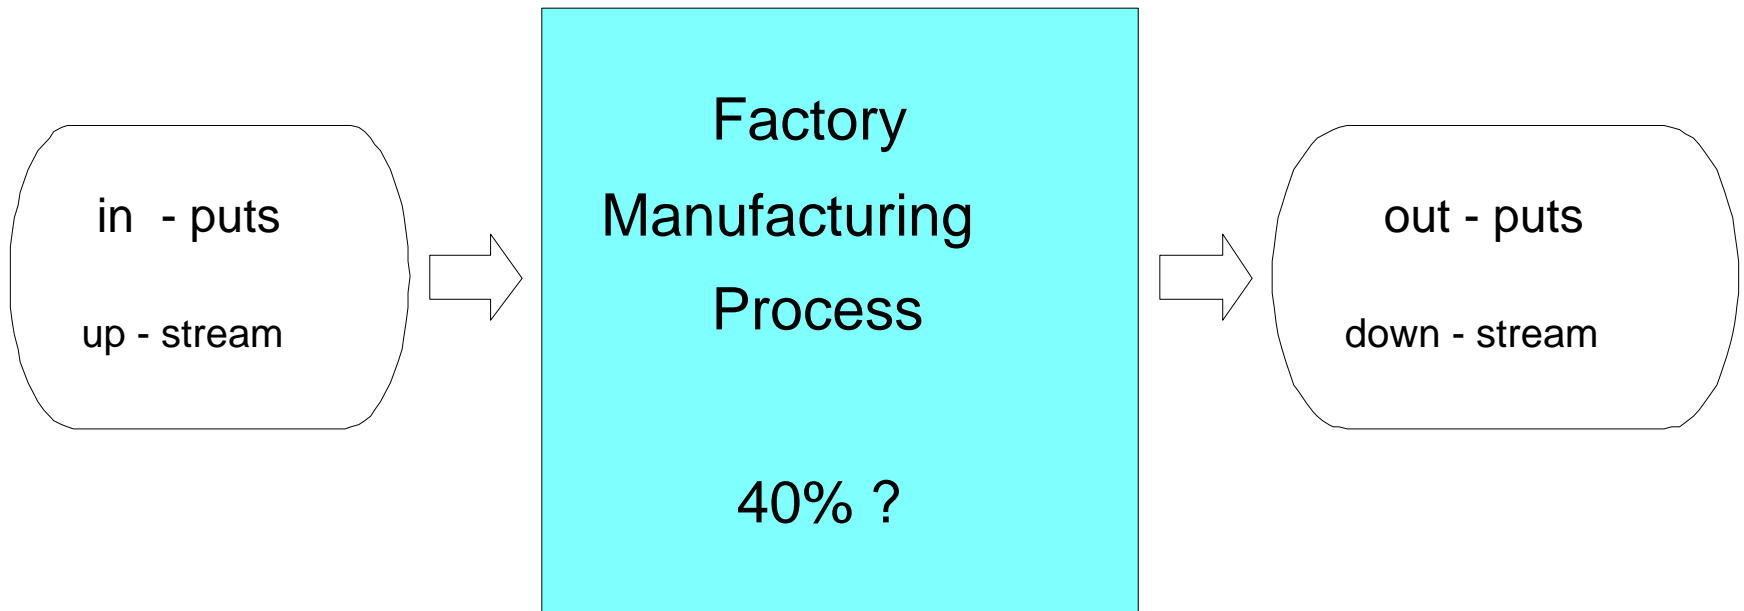 in - puts
up - stream
Factory
Manufacturing
Process
40% ?
out - puts
down - stream